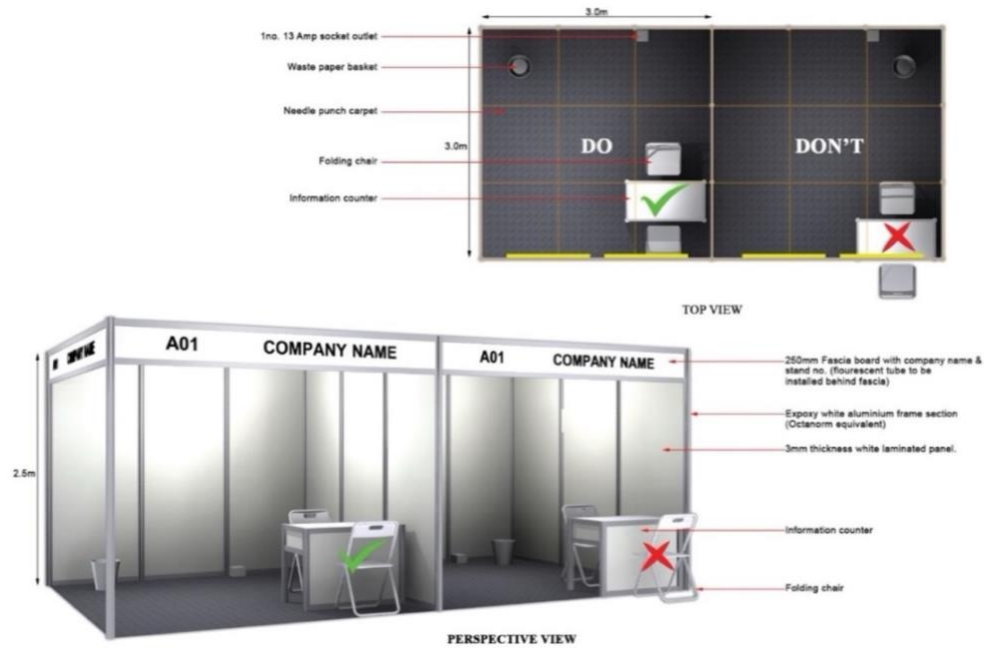 3.0m
1no. 13 Amp socket outlet
Waste paper basket
Needle punch carpet
3.0m
DO
DON'T
Folding chair
Information counter
TOP VIEW
COMPANY NAME
A01
COMPANY NAME
A01
COMPANY NAME
250mm Fascia board with company name &
stand no. (flourescent tube to be
installed behind fascia)
Expoxy white aluminium frame section
(Octanorm equivalent)
3mm thickness white laminated panel.
2.5m
Information counter
Folding chair
PERSPECTIVE VIEW